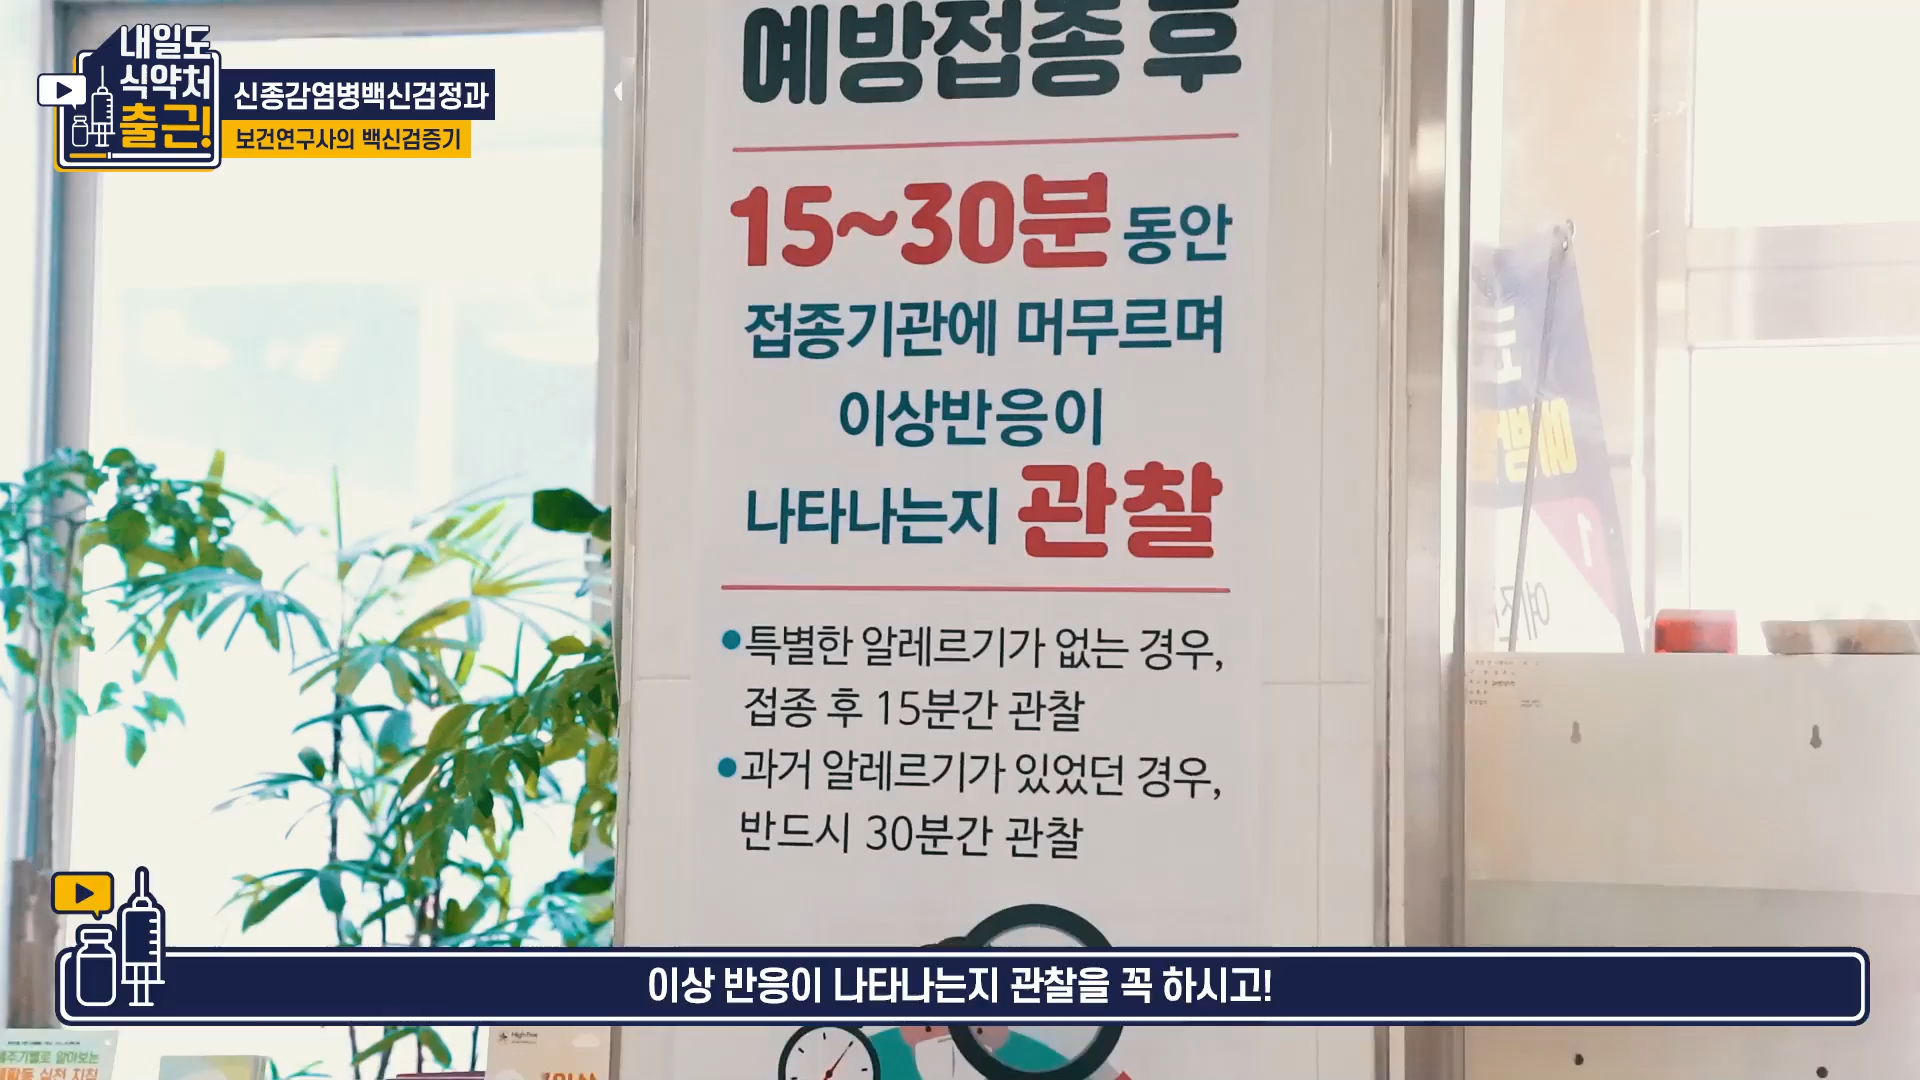 내일도
식약처
출근!
신종감염병백신검정과
보건연구사의 백신검증기
예방접종 후
15~30분 동안
접종기관에 머무르며
이상반응이
나타나는지 관찰
•특별한 알레르기가 없는 경우,
접종 후 15분간 관찰
•과거 알레르기가 있었던 경우,
반드시 30분간 관찰
이상 반응이 나타나는지 관찰을 꼭 하시고!